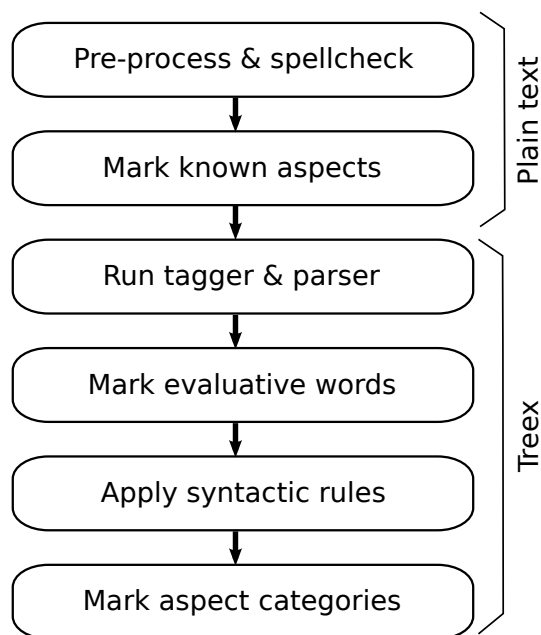 Pre-process & spellcheck
Mark known aspects
Plain text
Run tagger & parser
Mark evaluative words
Apply syntactic rules
Mark aspect categories
Treex